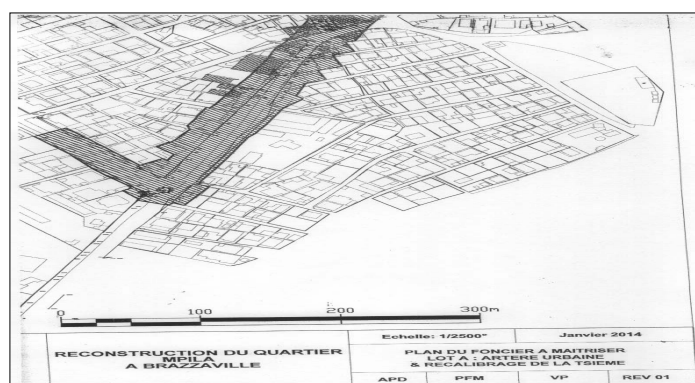 0 100 200 300m
Echelle: 1/2500° Janvier 2014
RECONSTRUCTION DU QUARTIER
MPILA
A BRAZZAVILLE
PLAN DU FONCIER A MAITRISER
LOT A : ARTERE URBAINE
& RECALIBRAGE DE LA TSIEME
APD PFM VP REV 01